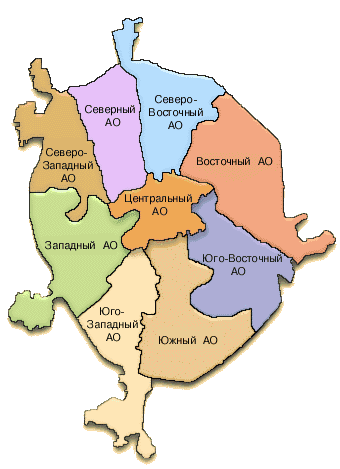 Северный
АО
Северо-
Восточный
АО
Северо-
Западный
АО
Восточный АО
Центральный
АО
Западный АО
Юго-Восточный
АО
Юго-
Западный
АО
Южный АО